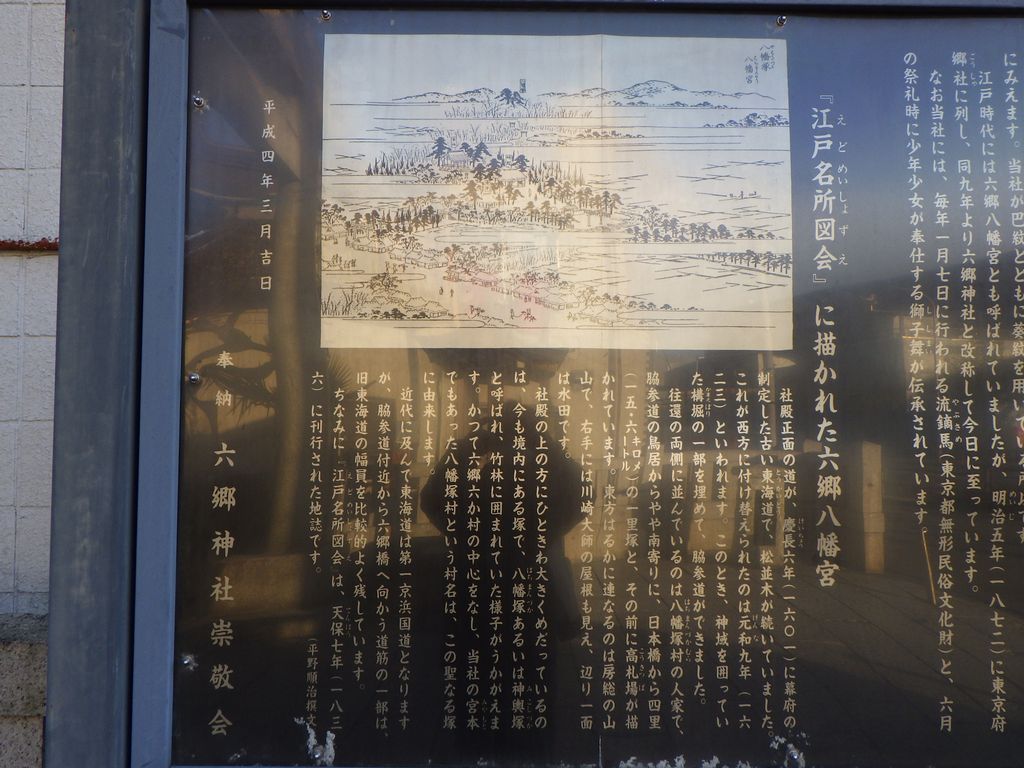 にみえます。当社が巴紋とともに葵紋を用いている所以です。
江戸時代には六郷八幡宮とも呼ばれていましたが、明治五年(一八七二)に東京府
郷社に列し、同九年より六郷神社と改称して今日に至っています。
なお当社には、毎年一月七日に行われる流鏑馬(東京都無形民俗文化財)と、六月
の祭礼時に少年少女が奉仕する獅子舞が伝承されています。
『江戸名所図会』に描かれた六郷八幡宮
八幡塚
八幡宮
社殿正面の道が、慶長六年(一六〇一)に幕府の
制定した古い東海道で、松並木が続いていました。
これが西方に付け替えられたのは元和九年(一六
二三)といわれます。このとき、神域を囲ってい
た構堀の一部を埋めて、脇参道ができました。
往還の両側に並んでいるのは八幡塚村の人家で、
脇参道の鳥居からやや南寄りに、日本橋から四里
(一五・六キロメートル)の一里塚と、その前に高札場が描
かれています。東方はるかに連なるのは房総の山
山で、右手には川崎大師の屋根も見え、辺り一面
は水田です。
社殿の上の方にひときわ大きくめだっているの
は、今も境内にある塚で、八幡塚あるいは神輿塚
と呼ばれ、竹林に囲まれていた様子がうかがえま
す。かつて六郷六か村の中心をなし、当社の宮本
でもあった八幡塚村という村名は、この聖なる塚
に由来します。
近代に及んで東海道は第一京浜国道となります
が、脇参道付近から六郷橋へ向かう道筋の一部は、
旧東海道の幅員を比較的よく残しています。
ちなみに『江戸名所図会』は、天保七年(一八三
六)に刊行された地誌です。
(平野順治撰文)
平成四年三月吉日
奉納 六郷神社崇敬会